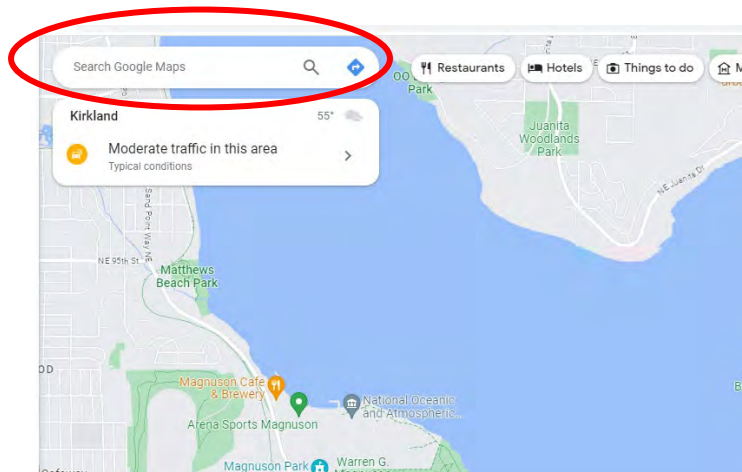 Search Google Maps
Restaurants
Hotels
Things to do
Park
Kirkland
55°
Moderate traffic in this area
Typical conditions
Juanita
Woodlands
Park
NE Juanita Dr
Sand Point Way NE
NE 95th St
Matthews
Beach Park
Magnuson Cafe
& Brewery
National Oceanic
and Atmospheric...
Arena Sports Magnuson
Magnuson Park
Warren G.